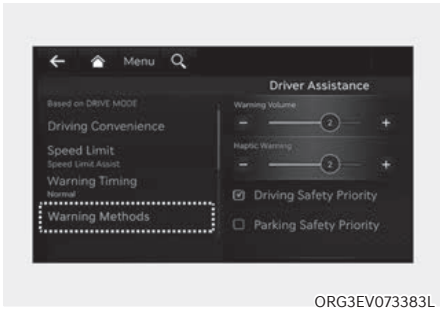 Menu
Driver Assistance
Based on DRIVE MODE
Driving Convenience
Speed Limit
Speed Limit Assist
Warning Timing
Normal
Warning Methods
Warning Volume
- 2 +
Haptic Warning
- 2 +
Driving Safety Priority
Parking Safety Priority
ORG3EV073383L